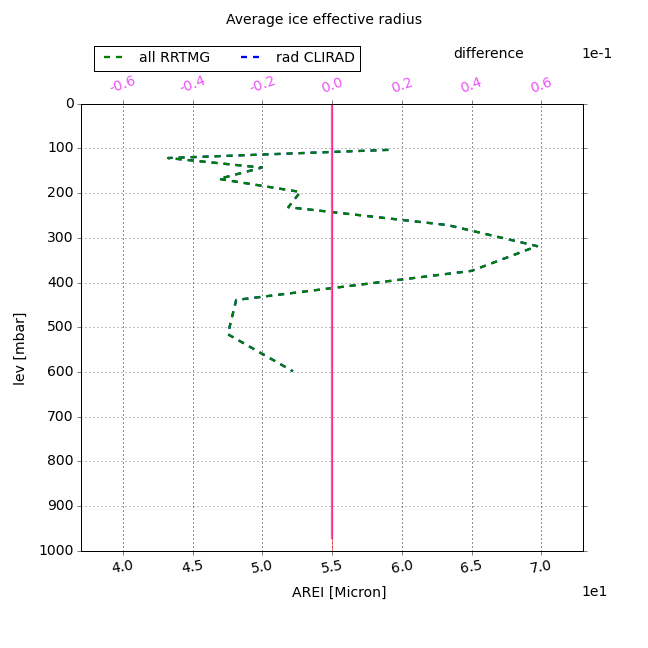 Average ice effective radius
all RRTMG rad CLIRAD difference 1e-1
-0.6 -0.4 -0.2 0.0 0.2 0.4 0.6
0
100
200
300
400
500
600
700
800
900
1000
lev [mbar]
4.0 4.5 5.0 5.5 6.0 6.5 7.0
AREI [Micron] 1e1